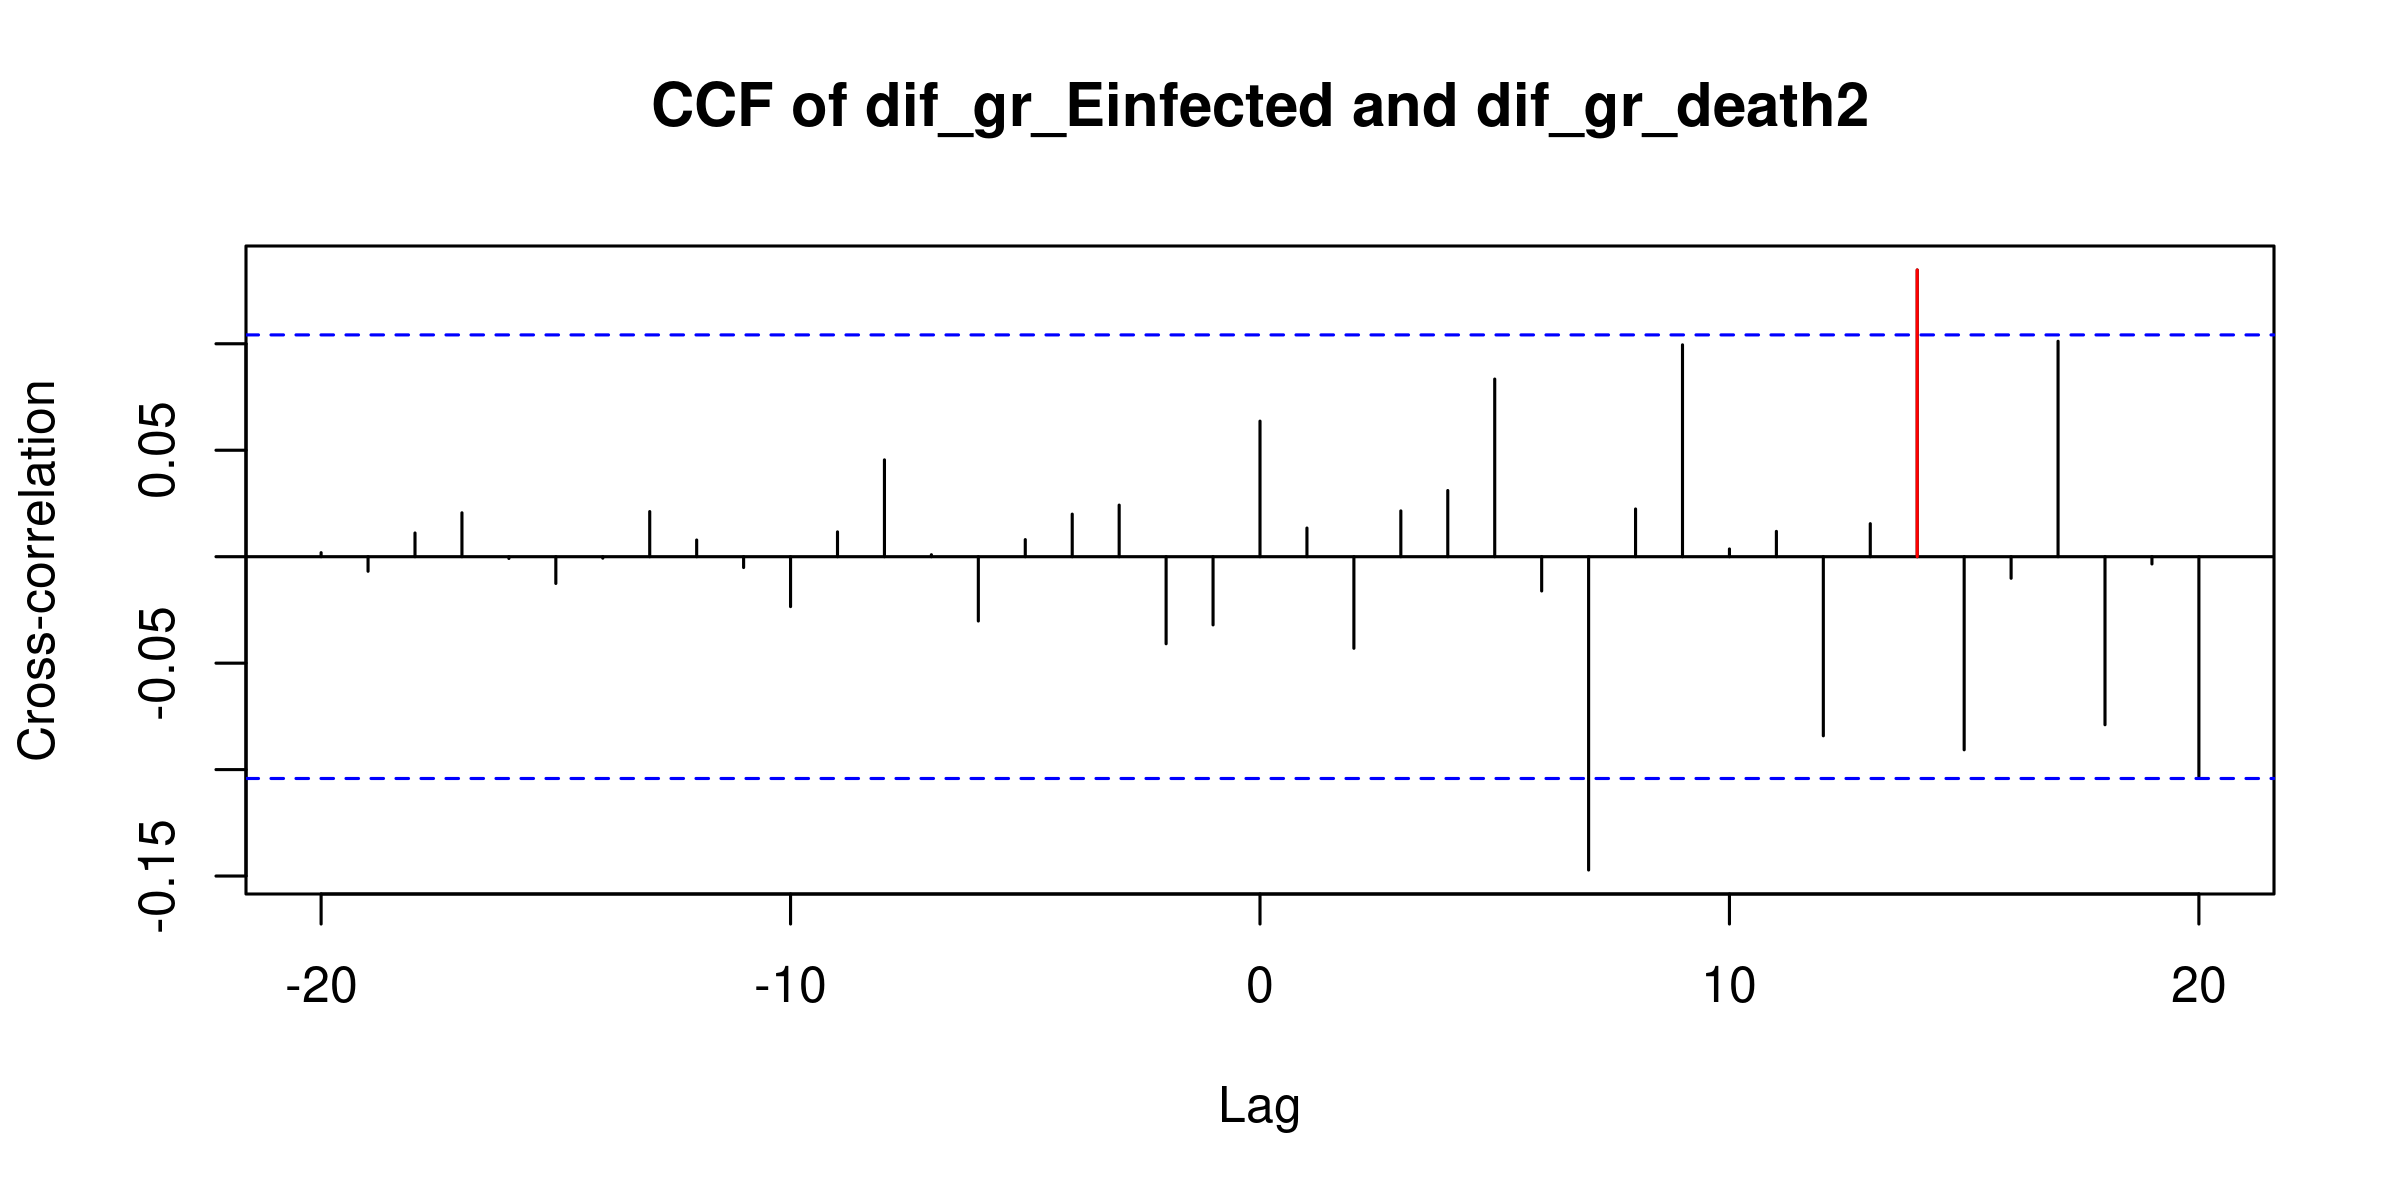 CCF of dif_gr_Einfected and dif_gr_death2
Cross-correlation
0.05
-0.05
-0.15
-20 -10 0 10 20
Lag